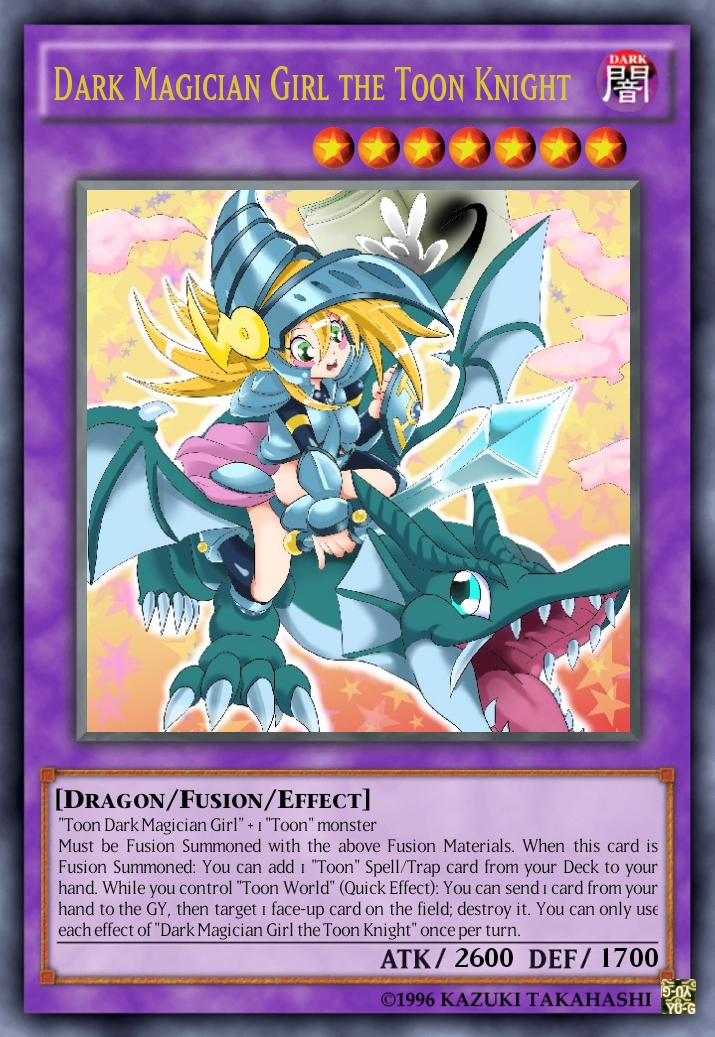 DARK MAGICIAN GIRL THE TOON KNIGHT
DARK
闇
[DRAGON/FUSION/EFFECT]
"Toon Dark Magician Girl" + 1 "Toon" monster
Must be Fusion Summoned with the above Fusion Materials. When this card is
Fusion Summoned: You can add 1 "Toon" Spell/Trap card from your Deck to your
hand. While you control "Toon World" (Quick Effect): You can send 1 card from your
hand to the GY, then target 1 face-up card on the field; destroy it. You can only use
each effect of "Dark Magician Girl the Toon Knight" once per turn.
ATK/ 2600 DEF/ 1700
©1996 KAZUKI TAKAHASHI